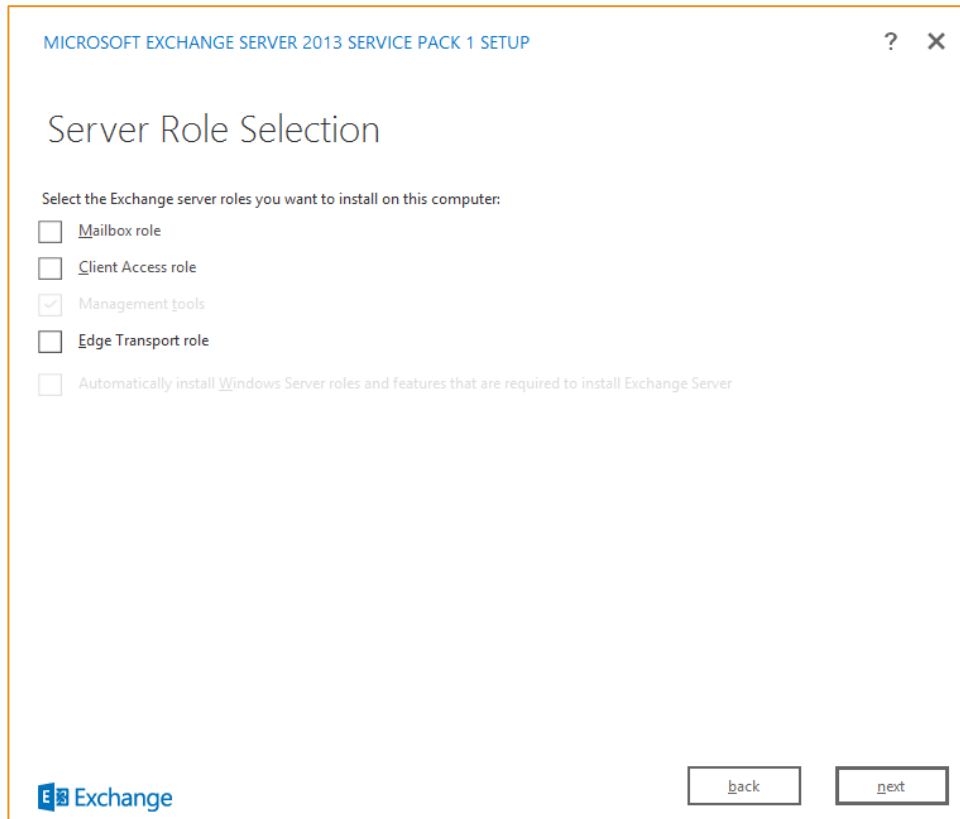 MICROSOFT EXCHANGE SERVER 2013 SERVICE PACK 1 SETUP
?
Server Role Selection
Select the Exchange server roles you want to install on this computer:
Mailbox role
Client Access role
Management tools
Edge Transport role
Automatically install Windows Server roles and features that are required to install Exchange Server
E Exchange
back
next